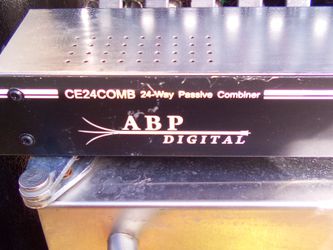 CE24COMB 24-Way Passive Combiner
ABP
DIGITAL